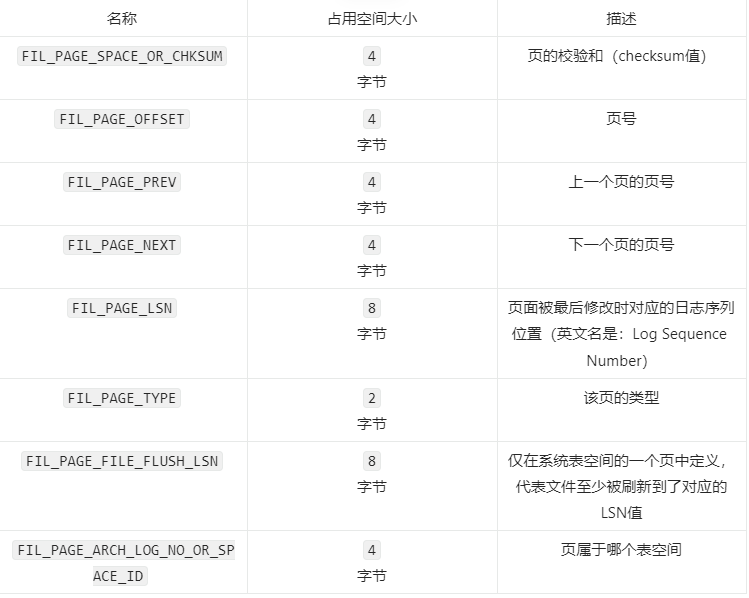 名称 占用空间大小 描述
FIL_PAGE_SPACE_OR_CHKSUM 4 页的校验和（checksum值）
字节
FIL_PAGE_OFFSET 4 页号
字节
FIL_PAGE_PREV 4 上一个页的页号
字节
FIL_PAGE_NEXT 4 下一个页的页号
字节
FIL_PAGE_LSN 8 页面被最后修改时对应的日志序列
字节 位置（英文名是：Log Sequence
Number）
FIL_PAGE_TYPE 2 该页的类型
字节
FIL_PAGE_FILE_FLUSH_LSN 8 仅在系统表空间的一个页中定义，
字节 代表文件至少被刷新到了对应的
LSN值
FIL_PAGE_ARCH_LOG_NO_OR_SP 4 页属于哪个表空间
ACE_ID 字节